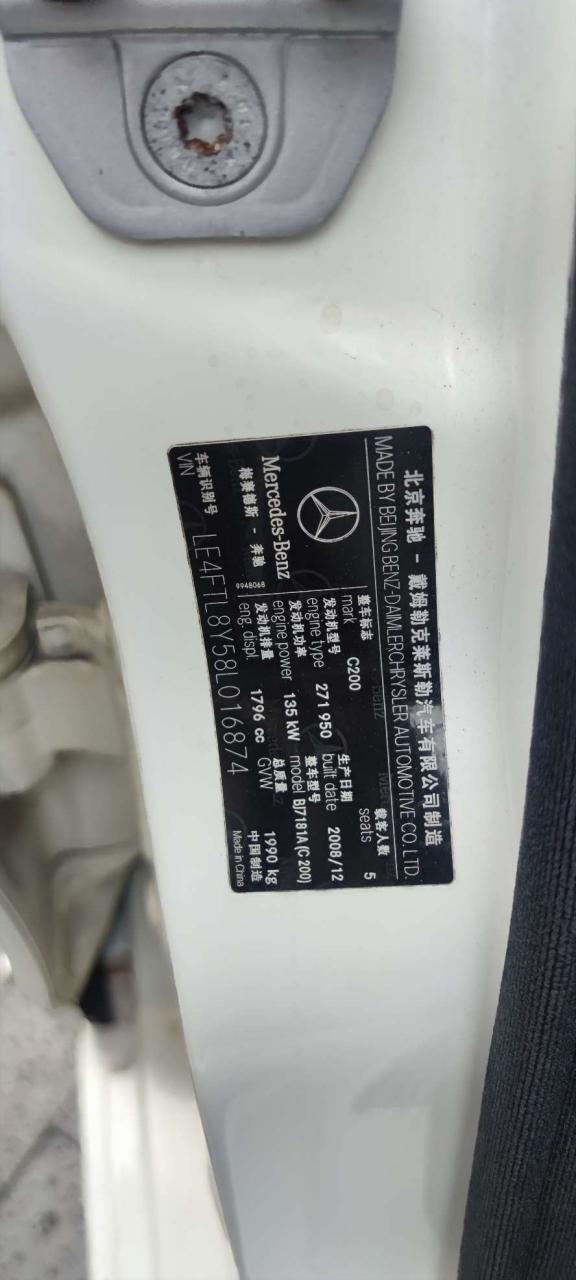 北京奔驰 - 戴姆勒克莱斯勒汽车有限公司制造
MADE BY BEIJING BENZ-DAIMLERCHRYSLER AUTOMOTIVE CO.,LTD.
Mercedes-Benz
梅赛德斯 - 奔驰
9948068
整车标志
mark C200
载客人数
seats 5
发动机型号
engine type 271 950
生产日期
built date 2008/12
发动机功率
engine power 135 kW
整车型号
model BJ7181A(C 200)
发动机排量
eng. displ. 1796 cc
总质量
GVW 1990 kg
车辆识别号
VIN LE4FTL8Y58L016874
中国制造
Made in China